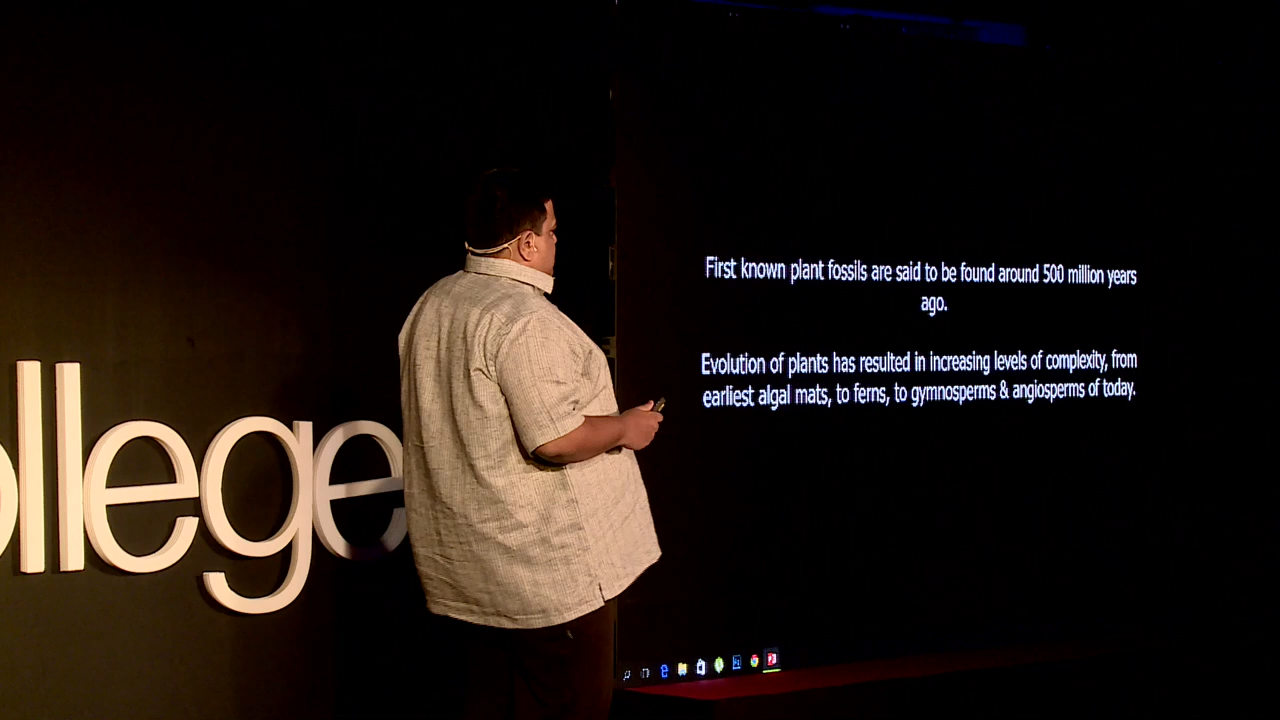 ollege
First known plant fossils are said to be found around 500 million years
ago.
Evolution of plants has resulted in increasing levels of complexity, from
earliest algal mats, to ferns, to gymnosperms & angiosperms of today.